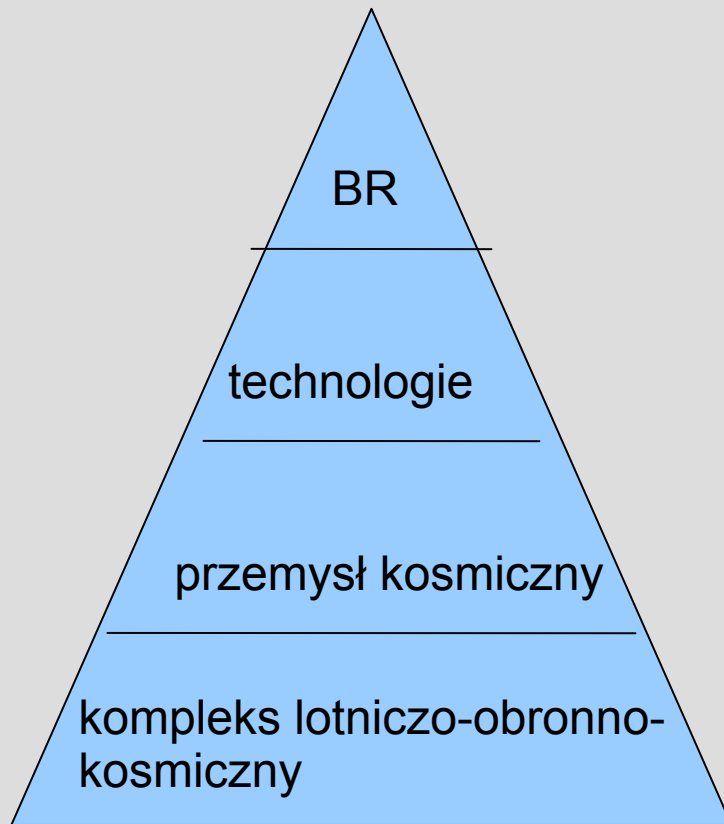 BR
technologie
przemysł kosmiczny
kompleks lotniczo-obronno-
kosmiczny